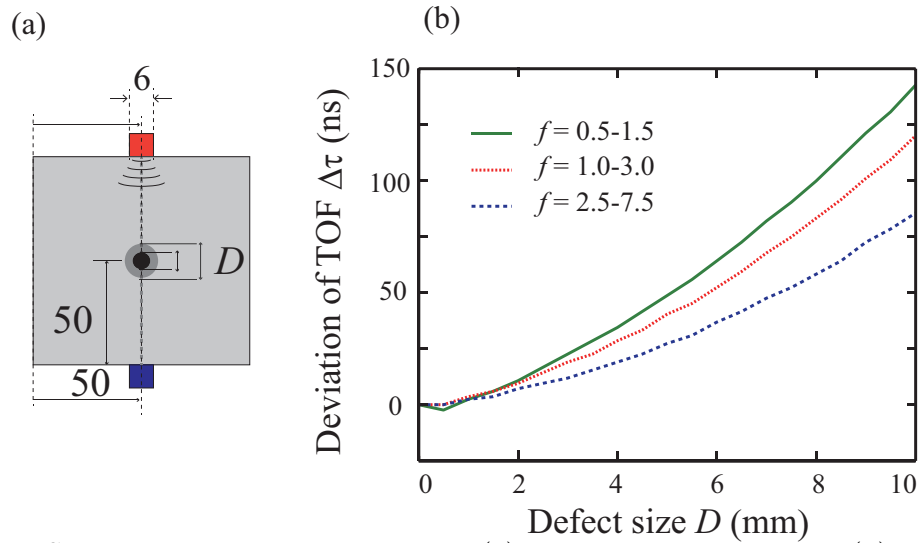 (a)
6
D
50
50
(b)
Deviation of TOF Δτ (ns)
150
100
50
0
f = 0.5-1.5
f = 1.0-3.0
f = 2.5-7.5
0 2 4 6 8 10
Defect size D (mm)